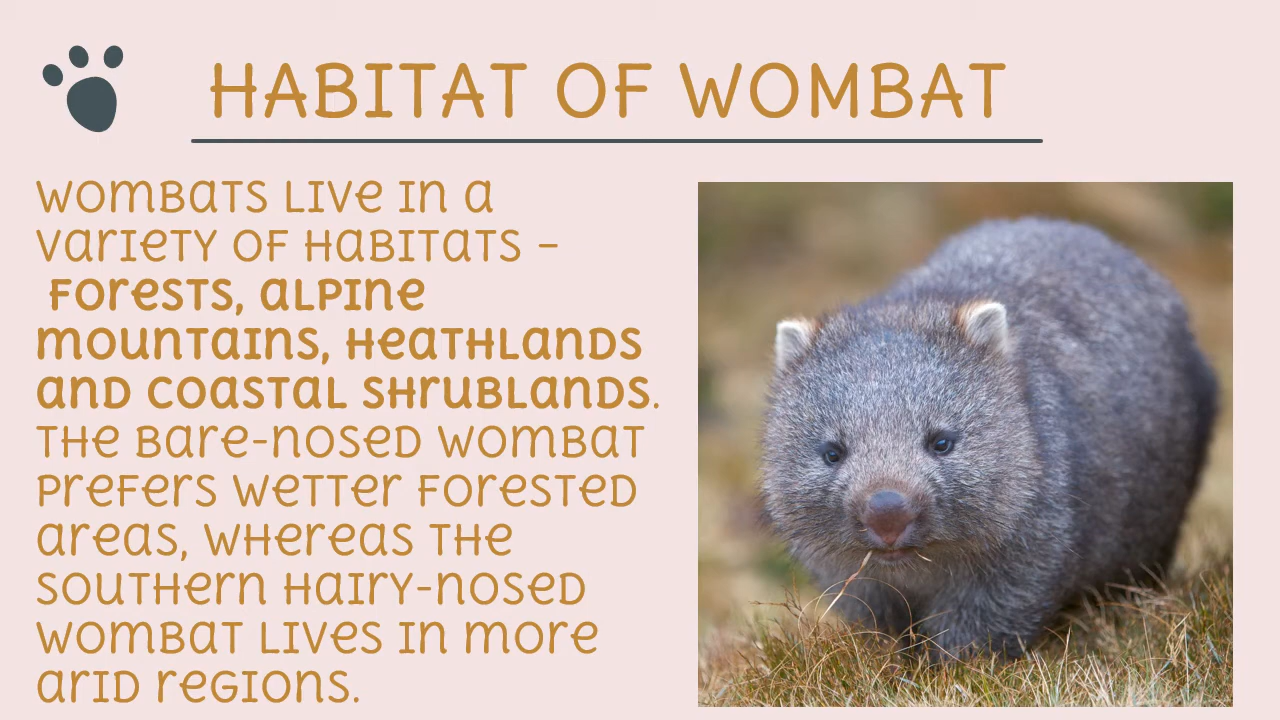 HABITAT OF WOMBAT
Wombats live in a
variety of habitats –
forests, alpine
mountains, heathlands
and coastal shrublands.
The bare-nosed wombat
prefers wetter forested
areas, whereas the
southern hairy-nosed
wombat lives in more
arid regions.